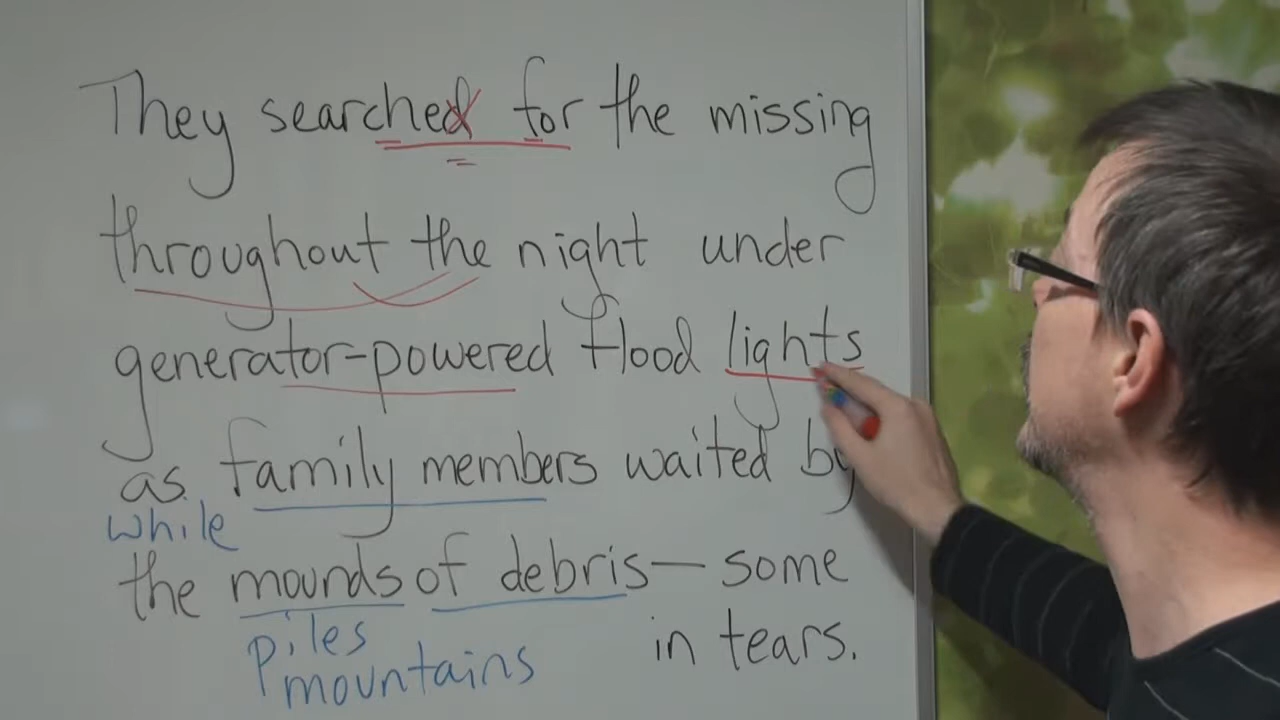 They searched for the missing
throughout the night under
generator-powered flood lights
as family members waited by
while
the mounds of debris— some
piles in tears.
mountains